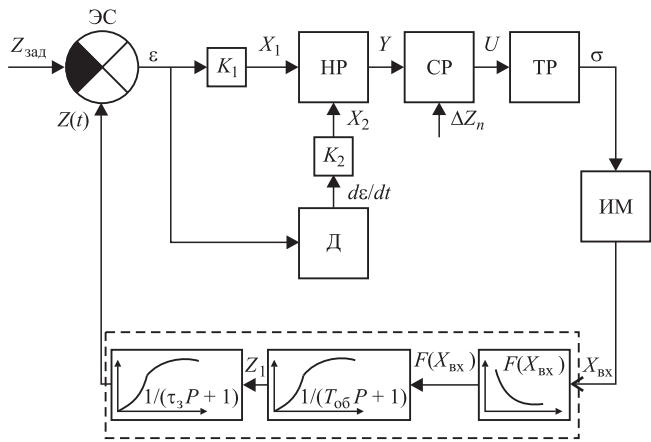 ЭС
Z_зад
ε
K_1
X_1
НР
Y
СР
U
ТР
σ
Z(t)
X_2
ΔZ_n
K_2
dε/dt
ИМ
Д
F(X_вх)
X_вх
Z_1
F(X_вх)
1/(τ_з P + 1)
1/(T_об P + 1)